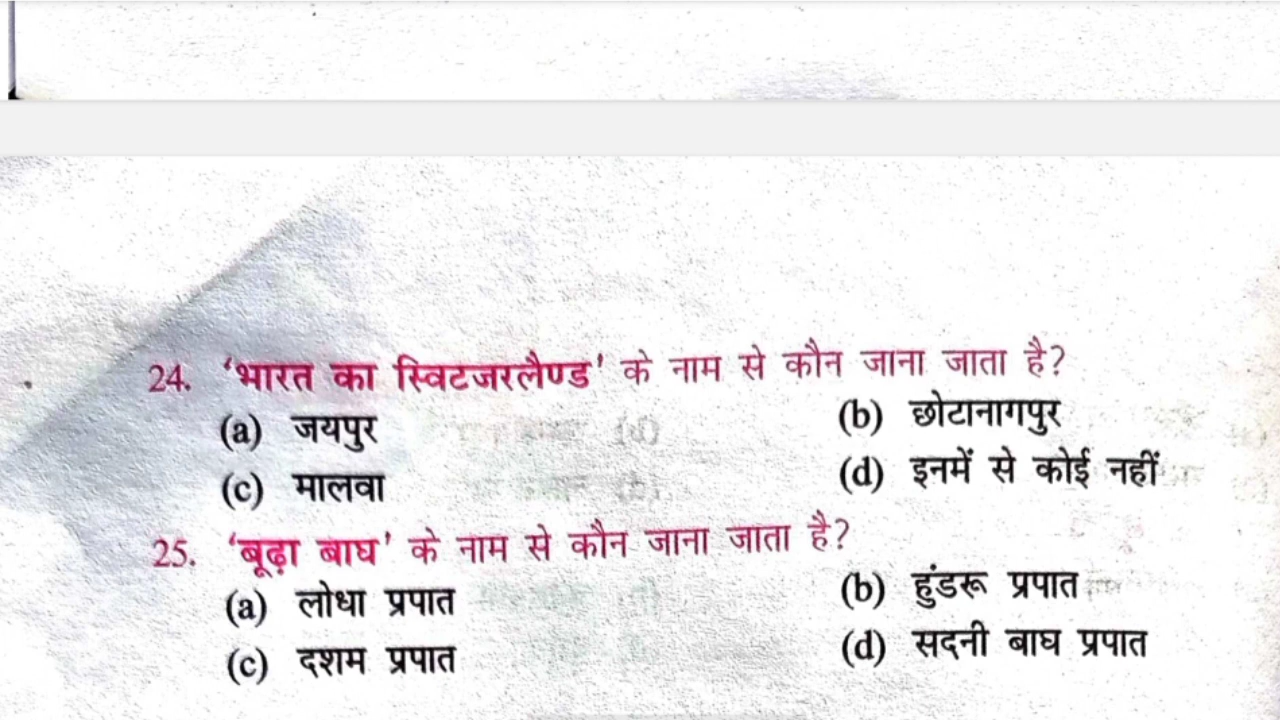 24. ‘भारत का स्विटजरलैण्ड’ के नाम से कौन जाना जाता है?
(a) जयपुर (b) छोटानागपुर
(c) मालवा (d) इनमें से कोई नहीं
25. ‘बूढ़ा बाघ’ के नाम से कौन जाना जाता है?
(a) लोधा प्रपात (b) हुंडरू प्रपात
(c) दशम प्रपात (d) सदनी बाघ प्रपात